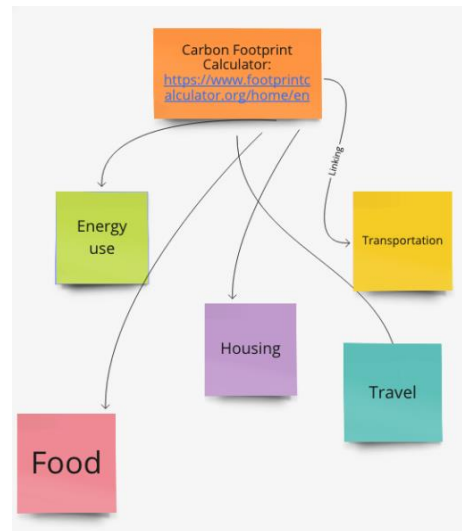 Carbon Footprint
Calculator:
https://www.footprintc
alculator.org/home/en
Linking
Energy
use
Transportation
Housing
Travel
Food